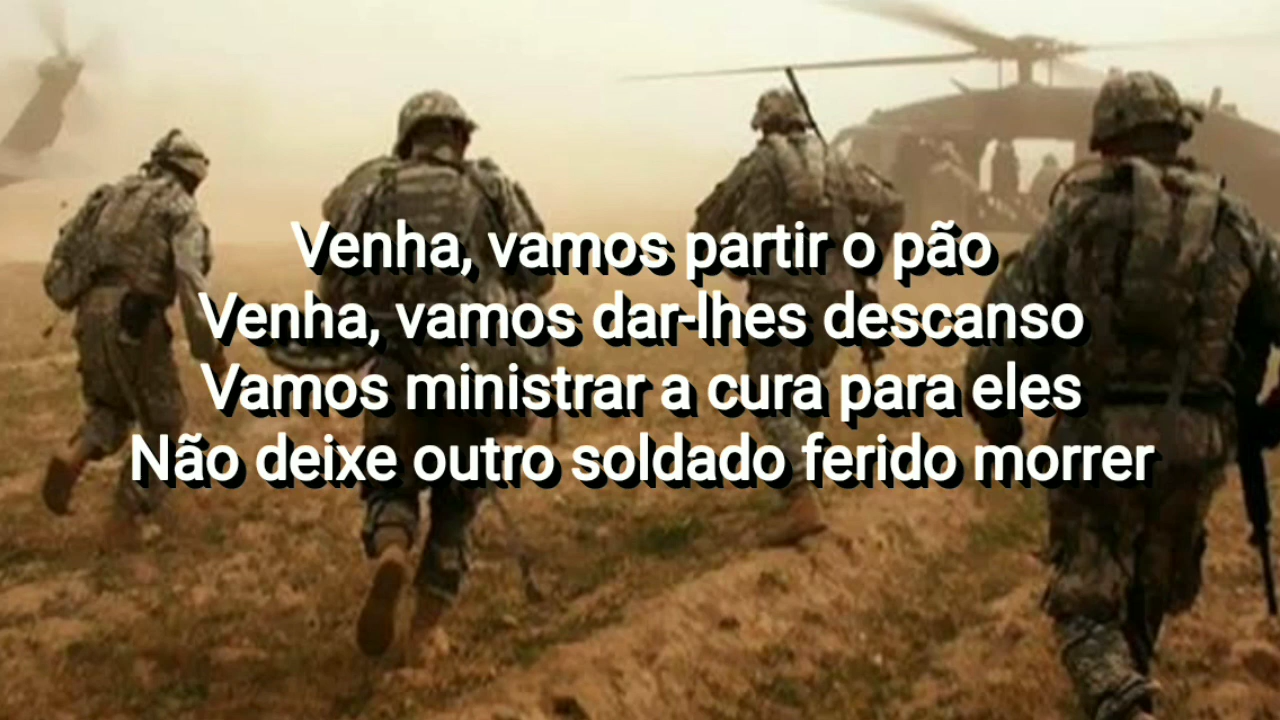 Venha, vamos partir o pão
Venha, vamos dar-lhes descanso
Vamos ministrar a cura para eles
Não deixe outro soldado ferido morrer